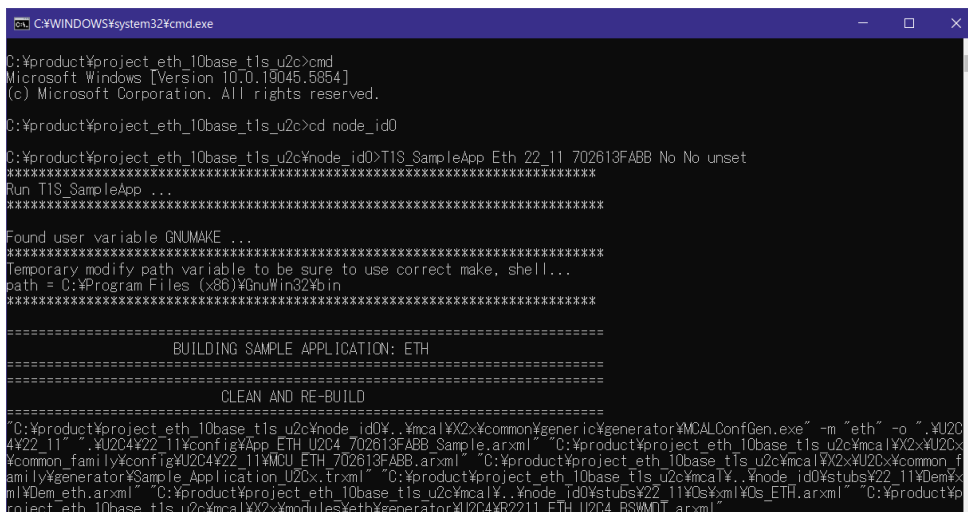 C:¥WINDOWS¥system32¥cmd.exe
C:¥product¥project_eth_10base_t1s_u2c>cmd
Microsoft Windows [Version 10.0.19045.5854]
(c) Microsoft Corporation. All rights reserved.
C:¥product¥project_eth_10base_t1s_u2c>cd node_id0
C:¥product¥project_eth_10base_t1s_u2c¥node_id0>T1S_SampleApp Eth 22_11 702613FABB No No unset
***************************************************************************
Run T1S_SampleApp ...
****************************************************************************
Found user variable GNUMAKE ...
****************************************************************************
Temporary modify path variable to be sure to use correct make, shell...
path = C:¥Program Files (x86)¥GnuWin32¥bin
***************************************************************************
============================================================================
BUILDING SAMPLE APPLICATION: ETH
============================================================================
============================================================================
CLEAN AND RE-BUILD
============================================================================
"C:¥product¥project_eth_10base_t1s_u2c¥node_id0¥..¥mcal¥X2x¥common¥generic¥generator¥MCALConfGen.exe" -m "eth" -o ".¥U2C
4¥22_11" ".¥U2C4¥22_11¥config¥App_ETH_U2C4_702613FABB_Sample.arxml" "C:¥product¥project_eth_10base_t1s_u2c¥mcal¥X2x¥U2Cx
¥common_family¥config¥U2C4¥22_11¥MCU_ETH_702613FABB.arxml" "C:¥product¥project_eth_10base_t1s_u2c¥mcal¥X2x¥U2Cx¥common_f
amily¥generator¥Sample_Application_U2Cx.trxml" "C:¥product¥project_eth_10base_t1s_u2c¥mcal¥..¥node_id0¥stubs¥22_11¥Dem¥x
ml¥Dem_eth.arxml" "C:¥product¥project_eth_10base_t1s_u2c¥mcal¥..¥node_id0¥stubs¥22_11¥Os¥xml¥Os_ETH.arxml" "C:¥product¥p
roject_eth_10base_t1s_u2c¥mcal¥X2x¥modules¥eth¥generator¥U2C4¥R2211_ETH_U2C4_BSWMDT.arxml"